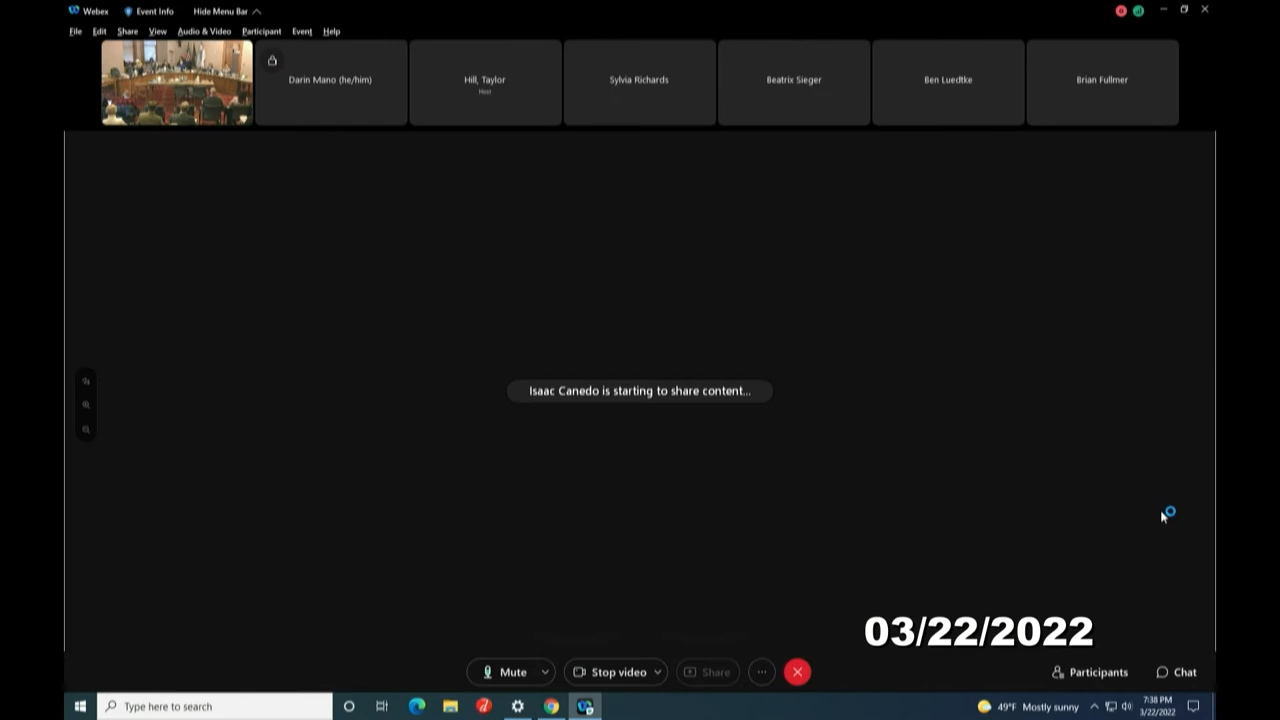 Webex Event Info Hide Menu Bar
File Edit Share View Audio & Video Participant Event Help
Darin Mano (he/him)
Hill, Taylor
Host
Sylvia Richards
Beatrix Sieger
Ben Luedtke
Brian Fullmer
Isaac Canedo is starting to share content...
03/22/2022
Mute Stop video Share Participants Chat
Type here to search
49°F Mostly sunny
7:38 PM
3/22/2022